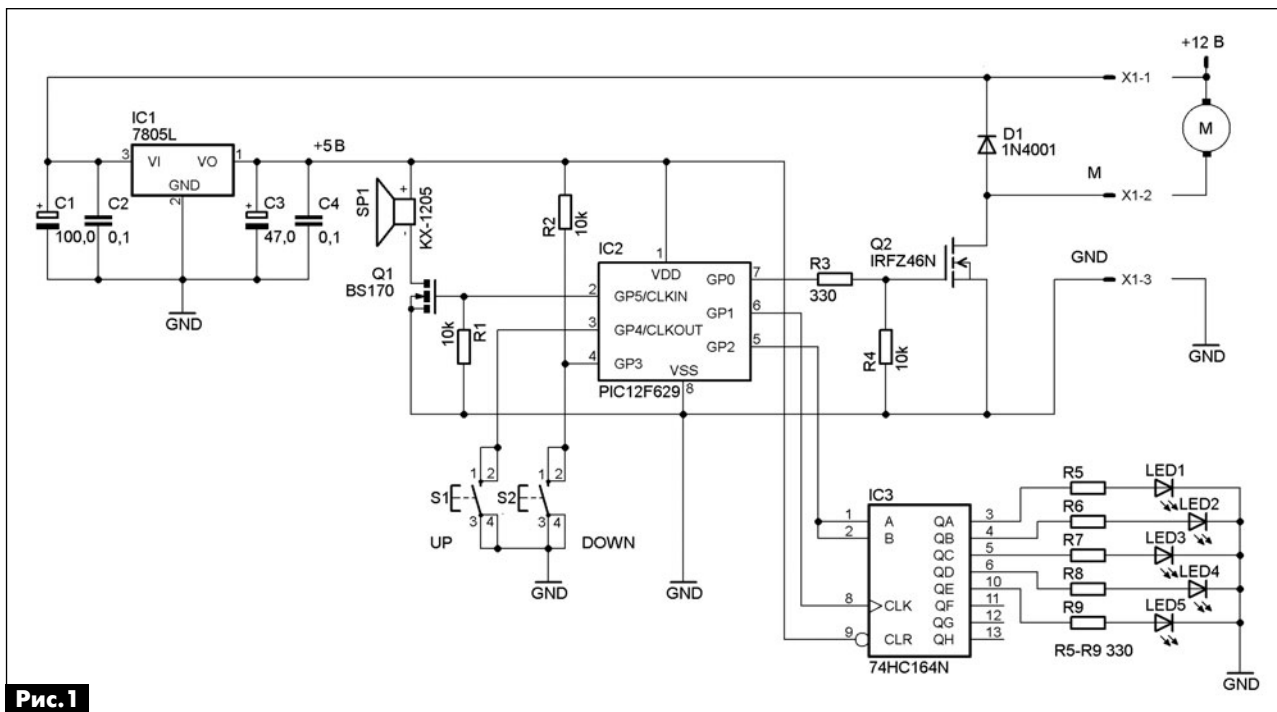 +12 В
X1-1
IC1
7805L
VI
VO
GND
3
1
2
+5 В
D1
1N4001
M
M
X1-2
+
C1
100,0
C2
0,1
+
C3
47,0
C4
0,1
GND
SP1
+
-
KX-1205
R2
10k
IC2
1
VDD
Q1
BS170
2
GP5/CLKIN
GP0
7
R3
330
Q2
IRFZ46N
GND
X1-3
3
GP4/CLKOUT
GP1
6
10k
R1
4
GP3
GP2
5
VSS
8
PIC12F629
R4
10k
GND
1
2
1
2
S1
S2
3
4
3
4
UP
DOWN
GND
GND
IC3
1
A
QA
3
2
B
QB
4
QC
5
QD
6
QE
10
8
CLK
QF
11
QG
12
9
CLR
QH
13
74HC164N
R5
LED1
R6
LED2
R7
LED3
R8
LED4
R9
LED5
R5-R9 330
GND
Рис.1